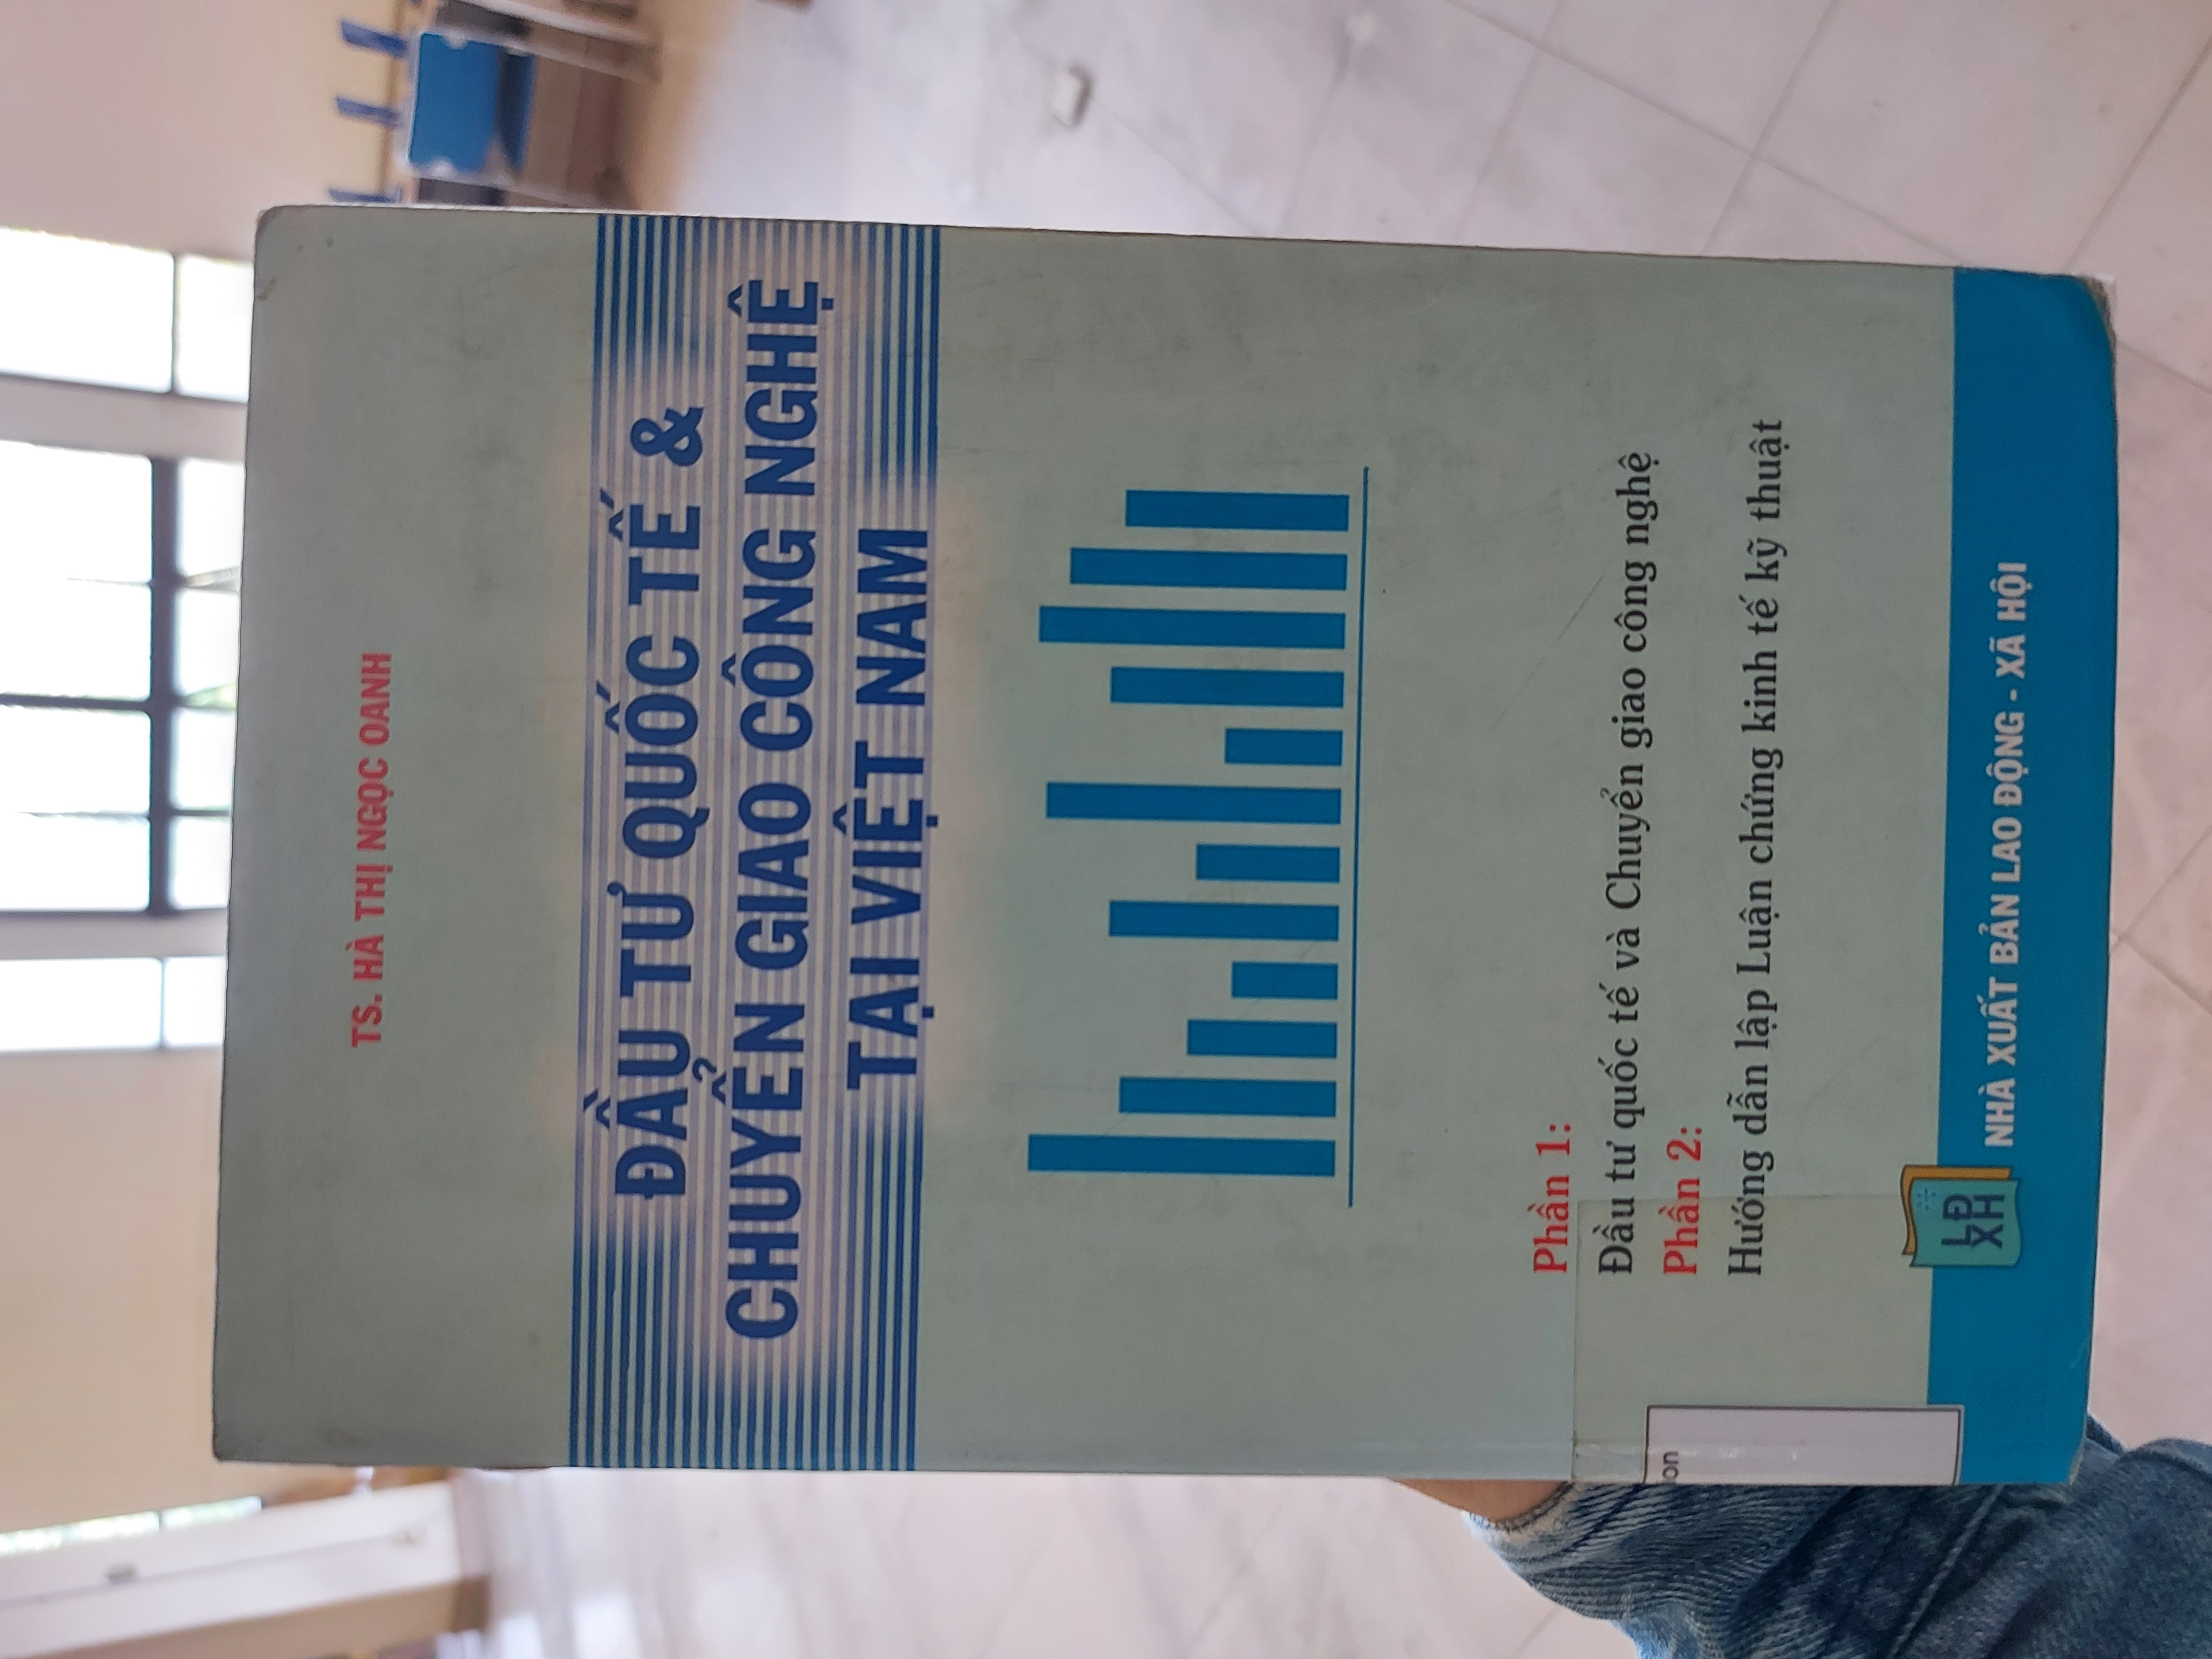 TS. HÀ THỊ NGỌC OANH
ĐẦU TƯ QUỐC TẾ &
CHUYỂN GIAO CÔNG NGHỆ
TẠI VIỆT NAM
Phần 1:
Đầu tư quốc tế và Chuyển giao công nghệ
on
Phần 2:
Hướng dẫn lập Luận chứng kinh tế kỹ thuật
LĐ
XH
NHÀ XUẤT BẢN LAO ĐỘNG - XÃ HỘI